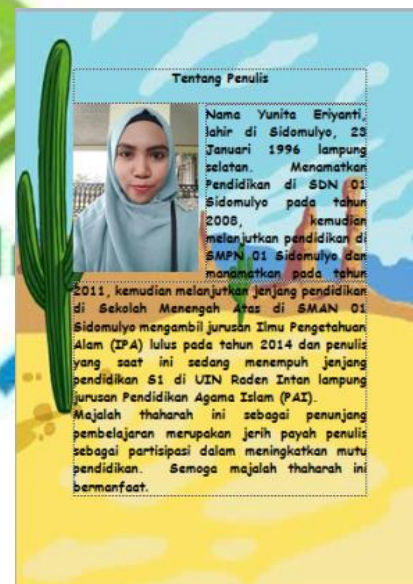 Tentang Penulis
Nama Yunita Eriyanti,
lahir di Sidomulyo, 23
Januari 1996 lampung
selatan. Menamatkan
Pendidikan di SDN 01
Sidomulyo pada tahun
2008, kemudian
melanjutkan pendidikan di
SMPN 01 Sidomulyo dan
manamatkan pada tahun
2011, kemudian melanjutkan jenjang pendidikan
di Sekolah Menengah Atas di SMAN 01
Sidomulyo mengambil jurusan Ilmu Pengetahuan
Alam (IPA) lulus pada tahun 2014 dan penulis
yang saat ini sedang menempuh jenjang
pendidikan S1 di UIN Raden Intan lampung
jurusan Pendidikan Agama Islam (PAI).
Majalah thaharah ini sebagai penunjang
pembelajaran merupakan jerih payah penulis
sebagai partisipasi dalam meningkatkan mutu
pendidikan. Semoga majalah thaharah ini
bermanfaat.